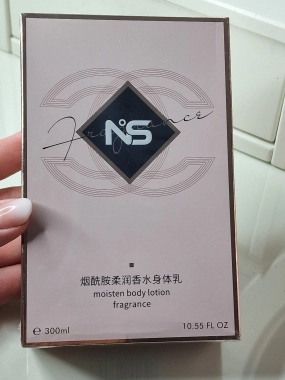 Fragrance
N°S
烟酰胺柔润香水身体乳
moisten body lotion
fragrance
℮ 300ml 10.55 FL OZ